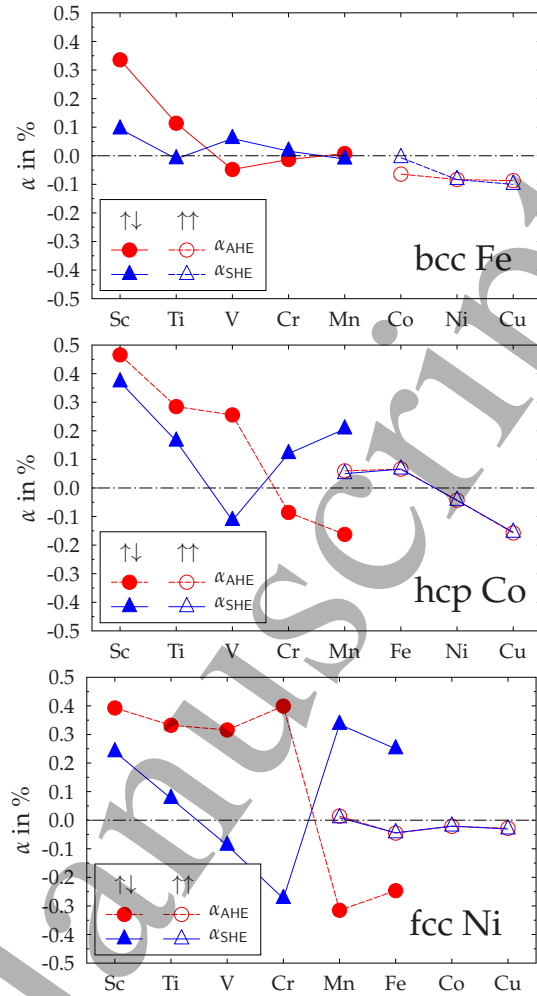 0.5
0.4
0.3
0.2
0.1
0.0
-0.1
-0.2
-0.3
-0.4
-0.5
α in %
↑↓ ↑↑
αAHE
αSHE
bcc Fe
Sc Ti V Cr Mn Co Ni Cu
0.5
0.4
0.3
0.2
0.1
0.0
-0.1
-0.2
-0.3
-0.4
-0.5
α in %
↑↓ ↑↑
αAHE
αSHE
hcp Co
Sc Ti V Cr Mn Fe Ni Cu
0.5
0.4
0.3
0.2
0.1
0.0
-0.1
-0.2
-0.3
-0.4
-0.5
α in %
↑↓ ↑↑
αAHE
αSHE
fcc Ni
Sc Ti V Cr Mn Fe Co Cu